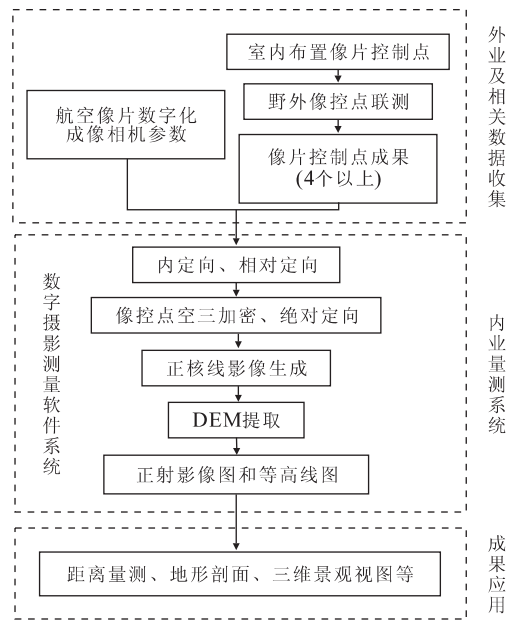 室内布置像片控制点
野外像控点联测
航空像片数字化
成像相机参数
像片控制点成果
(4个以上)
外业及相关数据收集
内定向、相对定向
像控点空三加密、绝对定向
正核线影像生成
DEM提取
正射影像图和等高线图
数字摄影测量软件系统
内业量测系统
距离量测、地形剖面、三维景观视图等
成果应用